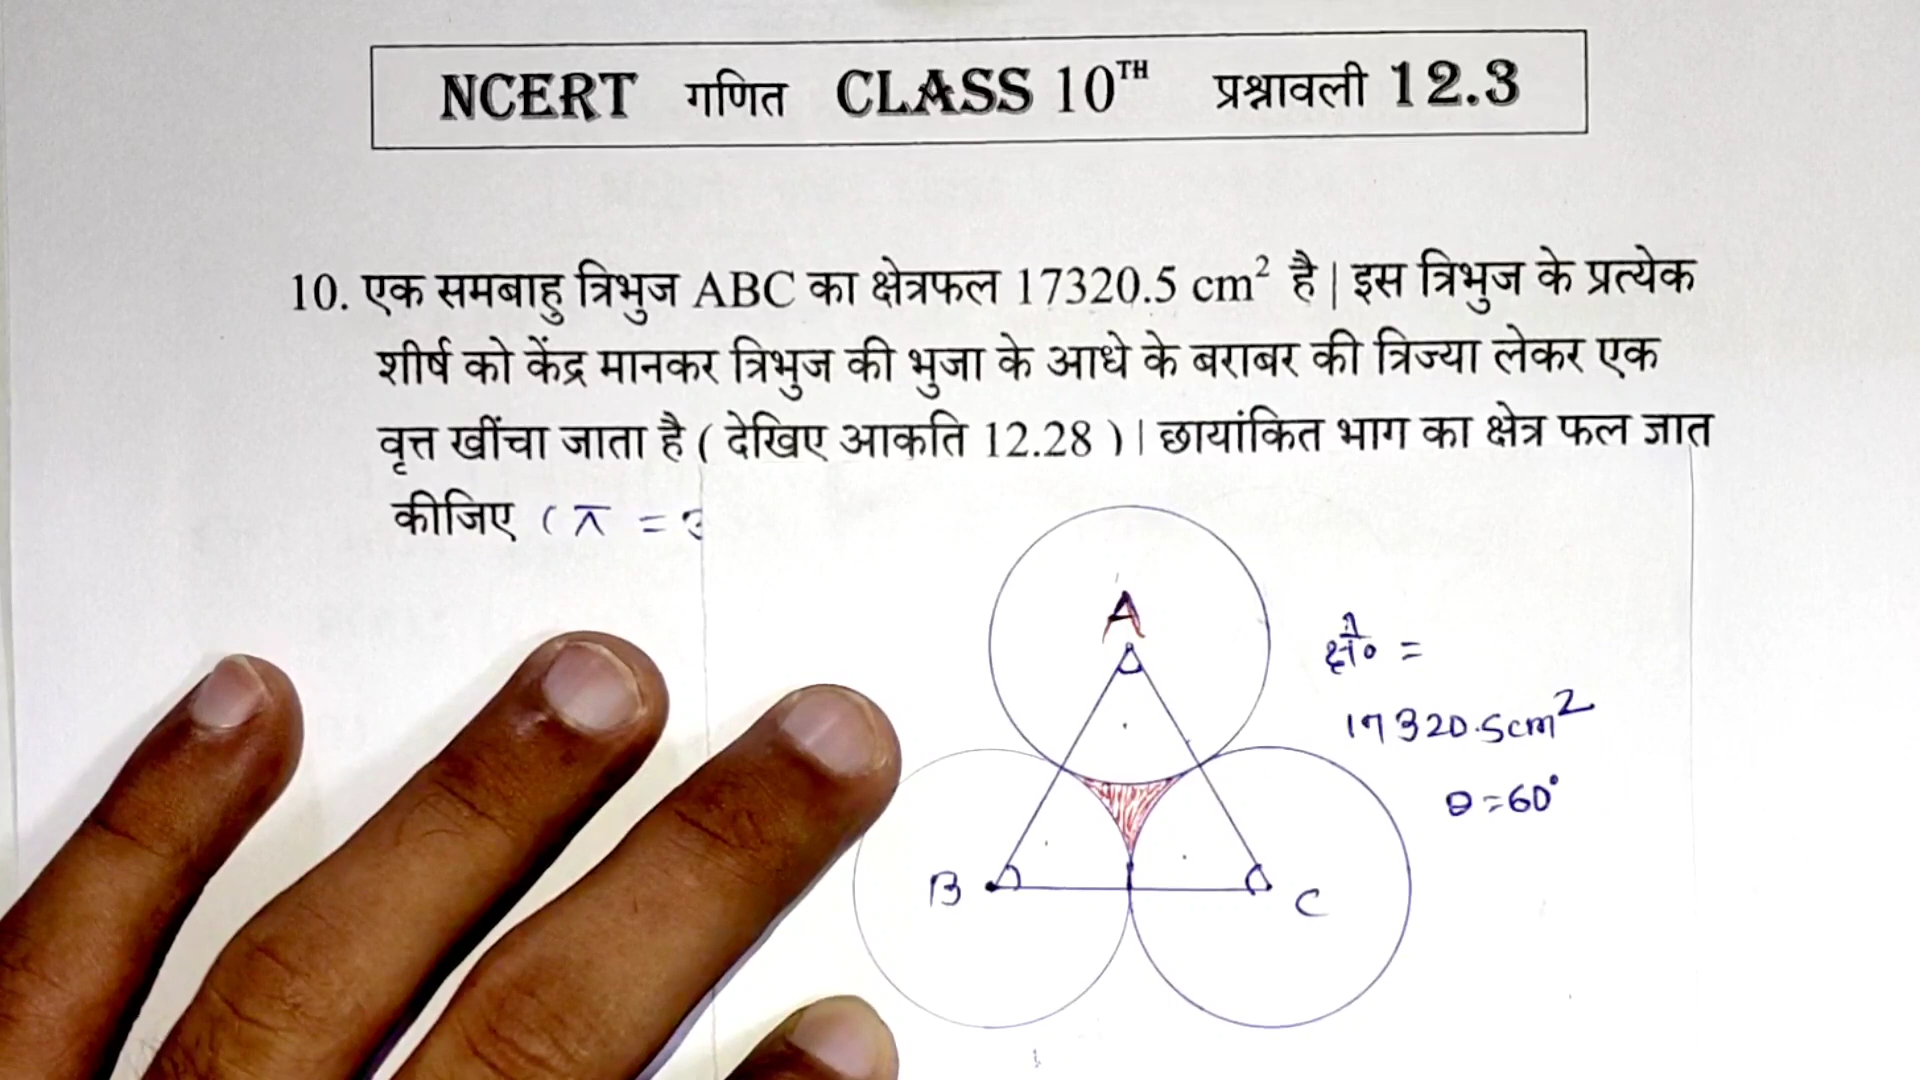 NCERT गणित CLASS 10TH प्रश्नावली 12.3
10. एक समबाहु त्रिभुज ABC का क्षेत्रफल 17320.5 cm² है | इस त्रिभुज के प्रत्येक
शीर्ष को केंद्र मानकर त्रिभुज की भुजा के आधे के बराबर की त्रिज्या लेकर एक
वृत्त खींचा जाता है ( देखिए आकति 12.28 ) | छायांकित भाग का क्षेत्र फल जात
कीजिए ( π =
A
क्षे० =
17320.5cm²
θ=60°
B
C